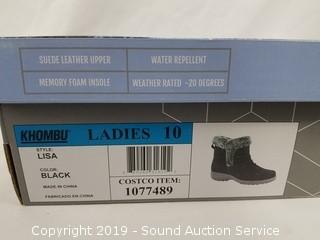 SUEDE LEATHER UPPER
WATER REPELLENT
MEMORY FOAM INSOLE
WEATHER RATED -20 DEGREES
KHOMBU
LADIES 10
STYLE:
LISA
COLOR:
BLACK
MADE IN CHINA
FABRICADO EN CHINA
COSTCO ITEM:
1077489
Copyright 2019 - Sound Auction Service